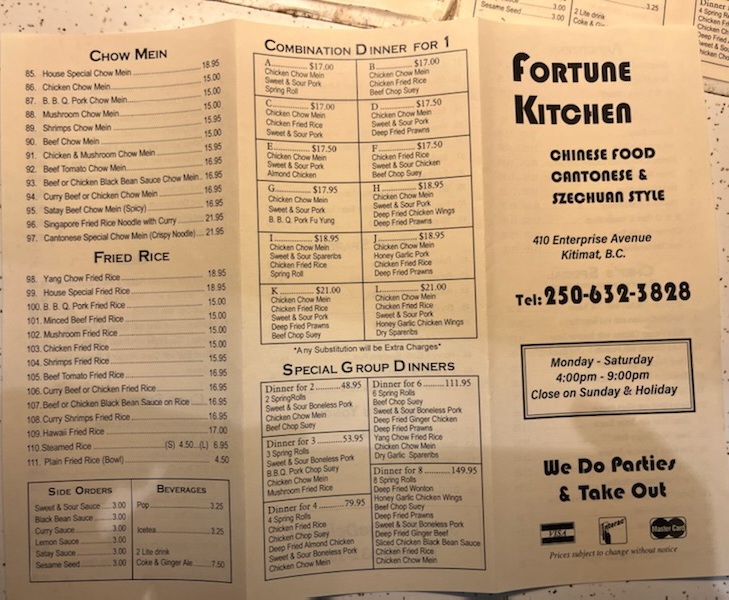 Chow Mein
85. House Special Chow Mein 18.95
86. Chicken Chow Mein 15.00
87. B. B. Q. Pork Chow Mein 15.00
88. Mushroom Chow Mein 15.00
89. Shrimps Chow Mein 15.95
90. Beef Chow Mein 15.00
91. Chicken & Mushroom Chow Mein 15.95
92. Beef Tomato Chow Mein 16.95
93. Beef or Chicken Black Bean Sauce Chow Mein. 16.95
94. Curry Beef or Chicken Chow Mein 16.95
95. Satay Beef Chow Mein (Spicy) 16.95
96. Singapore Fried Rice Noodle with Curry 21.95
97. Cantonese Special Chow Mein (Crispy Noodle) 21.95
Fried Rice
98. Yang Chow Fried Rice 18.95
99. House Special Fried Rice 18.95
100. B. B. Q. Pork Fried Rice 15.00
101. Minced Beef Fried Rice 15.00
102. Mushroom Fried Rice 15.00
103. Chicken Fried Rice 15.00
104. Shrimps Fried Rice 15.95
105. Beef Tomato Fried Rice 16.95
106. Curry Beef or Chicken Fried Rice 16.95
107. Beef or Chicken Black Bean Sauce on Rice 16.95
108. Curry Shrimps Fried Rice 16.95
109. Hawaii Fried Rice 17.00
110. Steamed Rice (S) 4.50 ...(L) 6.95
111. Plain Fried Rice (Bowl) 4.50
Side Orders
Sweet & Sour Sauce 3.00
Black Bean Sauce 3.00
Curry Sauce 3.00
Lemon Sauce 3.00
Satay Sauce 3.00
Sesame Seed 3.00
Beverages
Pop 3.25
Icetea 3.25
2 Lite drink
Coke & Ginger Ale 7.50
Combination Dinner for 1
A $17.00
Chicken Chow Mein
Sweet & Sour Pork
Spring Roll
B $17.00
Chicken Chow Mein
Chicken Fried Rice
Beef Chop Suey
C $17.00
Chicken Chow Mein
Chicken Fried Rice
Sweet & Sour Pork
D $17.50
Chicken Chow Mein
Sweet & Sour Pork
Deep Fried Prawns
E $17.50
Chicken Chow Mein
Sweet & Sour Pork
Almond Chicken
F $17.50
Chicken Fried Rice
Sweet & Sour Chicken
Beef Chop Suey
G $17.95
Chicken Chow Mein
Sweet & Sour Pork
B. B. Q. Pork Fu Yung
H $18.95
Chicken Chow Mein
Sweet & Sour Pork
Deep Fried Chicken Wings
Deep Fried Prawns
I $18.95
Chicken Chow Mein
Sweet & Sour Spareribs
Chicken Fried Rice
Spring Roll
J $18.95
Chicken Chow Mein
Honey Garlic Pork
Chicken Fried Rice
Deep Fried Prawns
K $21.00
Chicken Chow Mein
Chicken Fried Rice
Sweet & Sour Pork
Deep Fried Prawns
Beef Chop Suey
L $21.00
Chicken Chow Mein
Chicken Fried Rice
Sweet & Sour Pork
Honey Garlic Chicken Wings
Dry Spareribs
*Any Substitution will be Extra Charges*
Special Group Dinners
Dinner for 2 48.95
2 SpringRolls
Sweet & Sour Boneless Pork
Chicken Chow Mein
Beef Chop Suey
Dinner for 3 53.95
3 Spring Rolls
Sweet & Sour Boneless Pork
B.B.Q. Pork Chop Suey
Chicken Chow Mein
Mushroom Fried Rice
Dinner for 4 79.95
4 Spring Rolls
Chicken Fried Rice
Chicken Chop Suey
Deep Fried Almond Chicken
Sweet & Sour Boneless Pork
Chicken Chow Mein
Dinner for 6 111.95
6 Spring Rolls
Beef Chop Suey
Sweet & Sour Boneless Pork
Deep Fried Ginger Chicken
Deep Fried Prawns
Yang Chow Fried Rice
Chicken Chow Mein
Dry Garlic Spareribs
Dinner for 8 149.95
8 Spring Rolls
Deep Fried Wonton
Honey Garlic Chicken Wings
Beef Chop Suey
Deep Fried Prawns
Sweet & Sour Boneless Pork
Deep Fried Ginger Beef
Sliced Chicken Black Bean Sauce
Chicken Fried Rice
Chicken Chow Mein
Fortune
Kitchen
Chinese Food
Cantonese &
Szechuan Style
410 Enterprise Avenue
Kitimat, B.C.
Tel: 250-632-3828
Monday - Saturday
4:00pm - 9:00pm
Close on Sunday & Holiday
We Do Parties
& Take Out
VISA
Interac
Master Card
Prices subject to change without notice
Sesame Seed 3.00
2 Lite drink
Coke & 3.25
Dinner
4 Spring